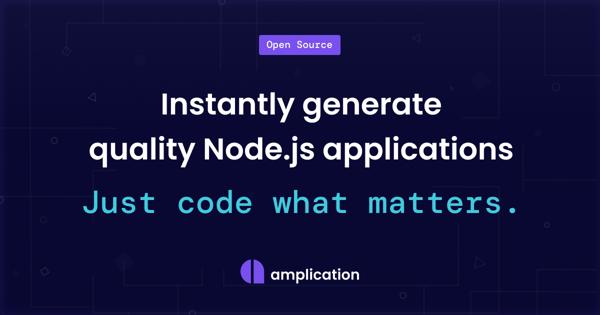 Open Source
Instantly generate
quality Node.js applications
Just code what matters.
amplication